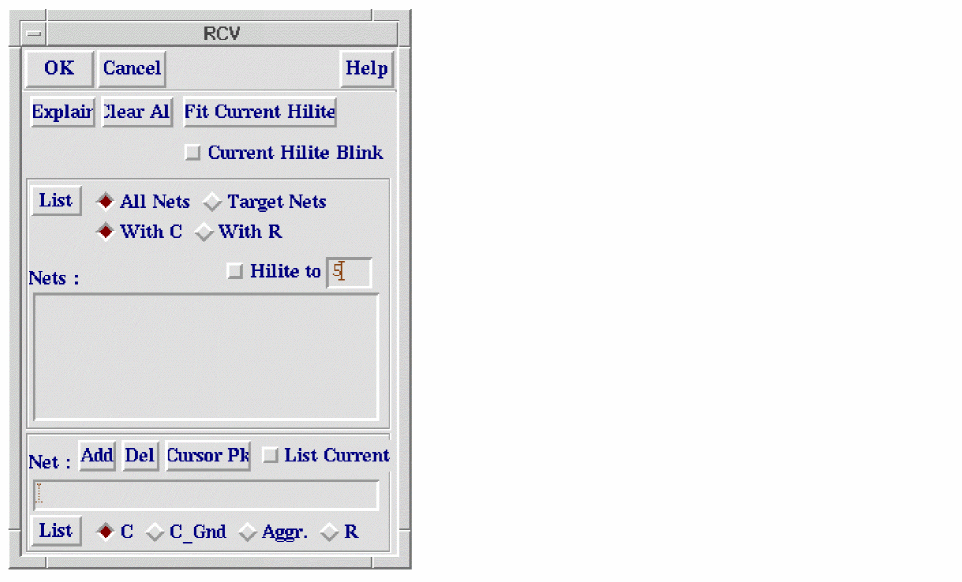 RCV
OK Cancel Help
Explain Clear Al Fit Current Hilite
Current Hilite Blink
List All Nets Target Nets
With C With R
Hilite to 5
Nets :
Net : Add Del Cursor Pk List Current
List C C_Gnd Aggr. R